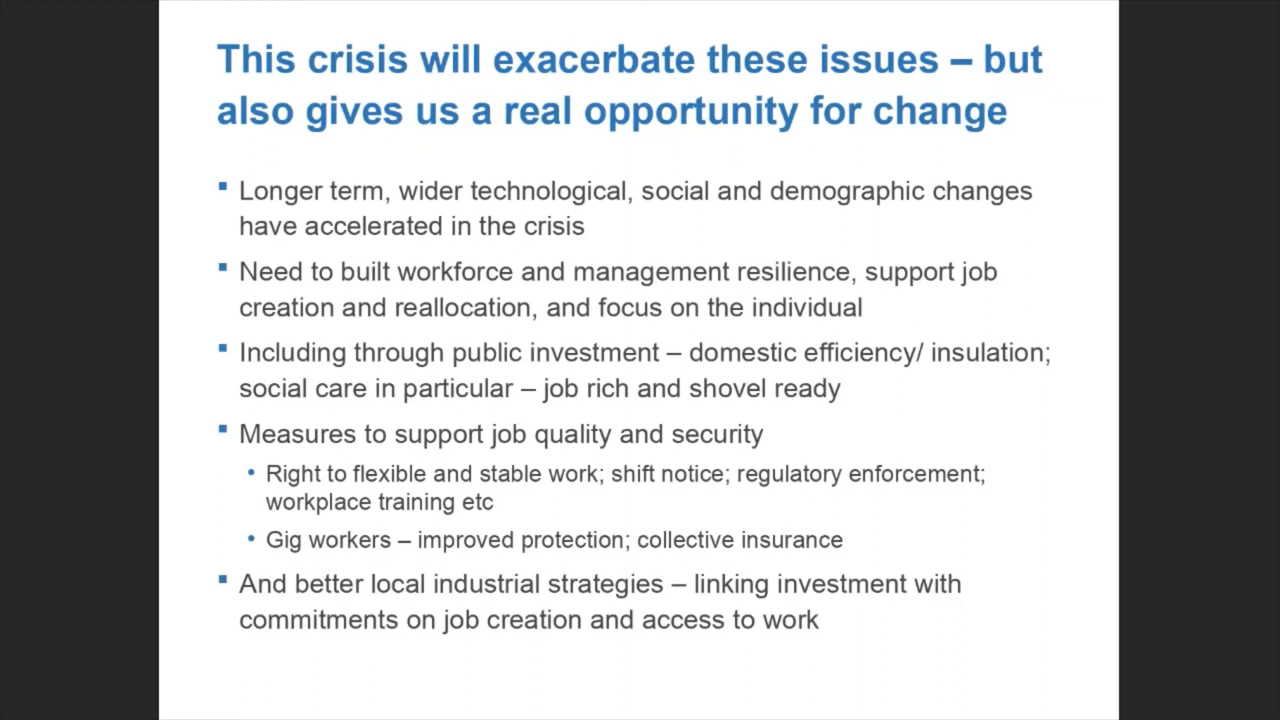 This crisis will exacerbate these issues – but
also gives us a real opportunity for change
▪ Longer term, wider technological, social and demographic changes
have accelerated in the crisis
▪ Need to built workforce and management resilience, support job
creation and reallocation, and focus on the individual
▪ Including through public investment – domestic efficiency/ insulation;
social care in particular – job rich and shovel ready
▪ Measures to support job quality and security
• Right to flexible and stable work; shift notice; regulatory enforcement;
workplace training etc
• Gig workers – improved protection; collective insurance
▪ And better local industrial strategies – linking investment with
commitments on job creation and access to work